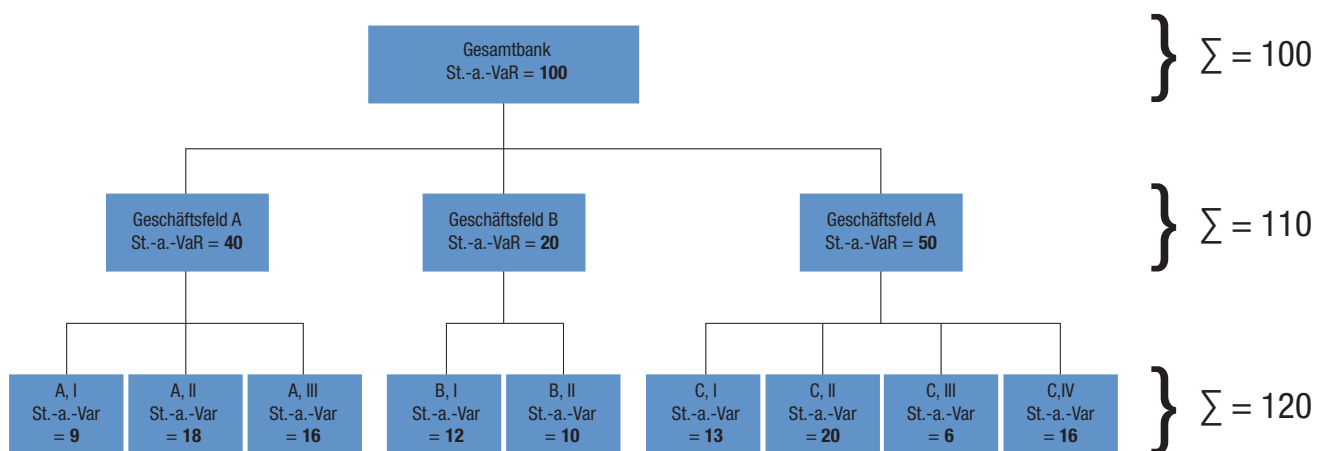 Gesamtbank
St.-a.-VaR = 100
} ∑ = 100
Geschäftsfeld A
St.-a.-VaR = 40
Geschäftsfeld B
St.-a.-VaR = 20
Geschäftsfeld A
St.-a.-VaR = 50
} ∑ = 110
A, I
St.-a.-Var
= 9
A, II
St.-a.-Var
= 18
A, III
St.-a.-Var
= 16
B, I
St.-a.-Var
= 12
B, II
St.-a.-Var
= 10
C, I
St.-a.-Var
= 13
C, II
St.-a.-Var
= 20
C, III
St.-a.-Var
= 6
C,IV
St.-a.-Var
= 16
} ∑ = 120